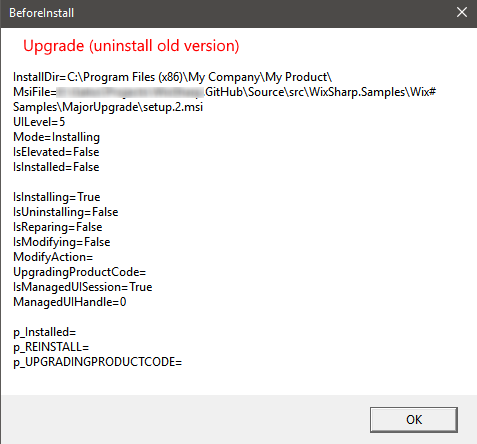 BeforeInstall
Upgrade (uninstall old version)
InstallDir=C:\Program Files (x86)\My Company\My Product\
MsiFile= .GitHub\Source\src\WixSharp.Samples\Wix#
Samples\MajorUpgrade\setup.2.msi
UILevel=5
Mode=Installing
IsElevated=False
IsInstalled=False
IsInstalling=True
IsUninstalling=False
IsReparing=False
IsModifying=False
ModifyAction=
UpgradingProductCode=
IsManagedUISession=True
ManagedUIHandle=0
p_Installed=
p_REINSTALL=
p_UPGRADINGPRODUCTCODE=
OK